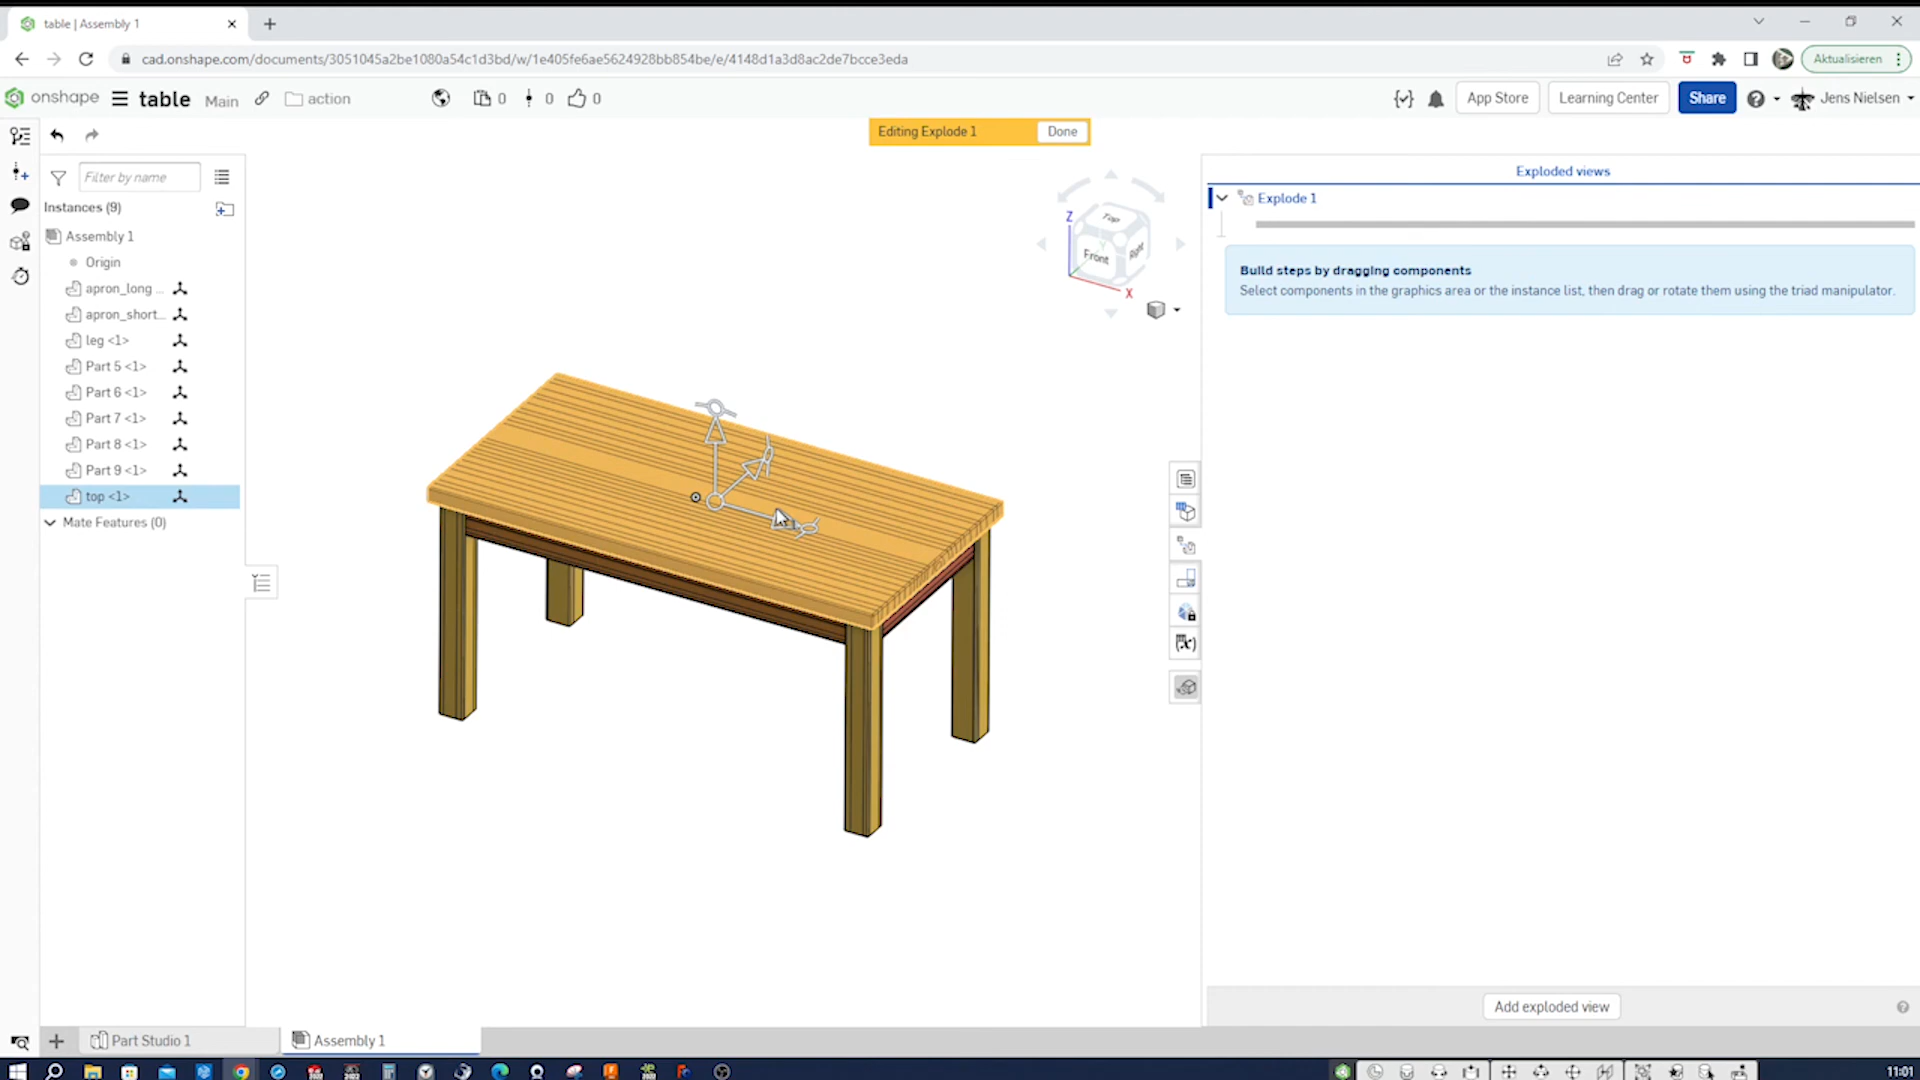 table | Assembly 1
cad.onshape.com/documents/3051045a2be1080a54c1d3bd/w/1e405fe6ae5624928bb854be/e/4148d1a3d8ac2de7bcce3eda
Aktualisieren
onshape table Main action 0 0 0 App Store Learning Center Share Jens Nielsen
Editing Explode 1 Done
Filter by name
Instances (9)
Assembly 1
Origin
apron_long ...
apron_short...
leg <1>
Part 5 <1>
Part 6 <1>
Part 7 <1>
Part 8 <1>
Part 9 <1>
top <1>
Mate Features (0)
Z
Top
Front
Right
X
Exploded views
Explode 1
Build steps by dragging components
Select components in the graphics area or the instance list, then drag or rotate them using the triad manipulator.
Add exploded view
Part Studio 1
Assembly 1
11:01